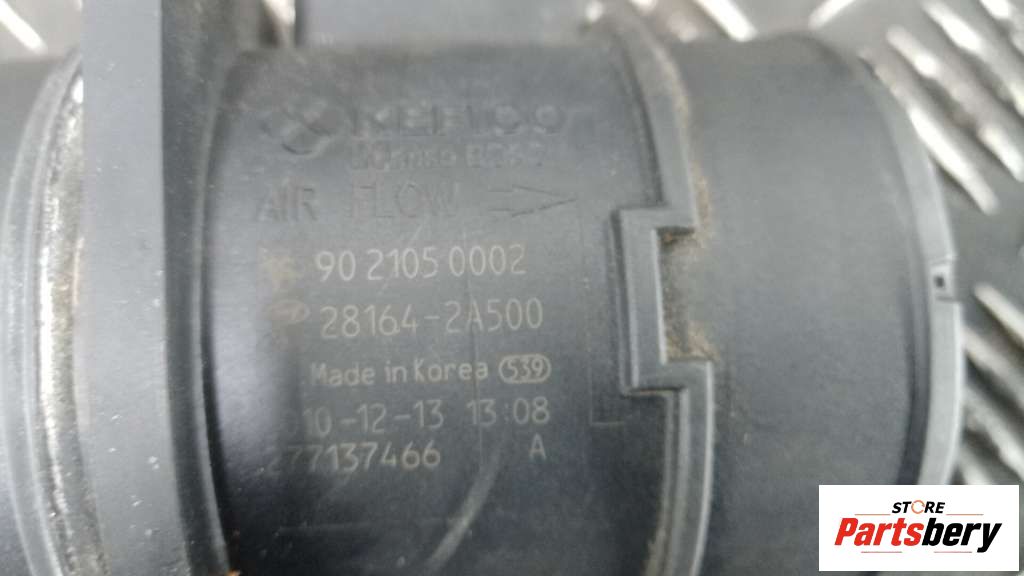 KEFICO
AIR FLOW
90 2105 0002
28164-2A500
Made in Korea 539
10-12-13 13:08
277137466 A
STORE
Partsbery